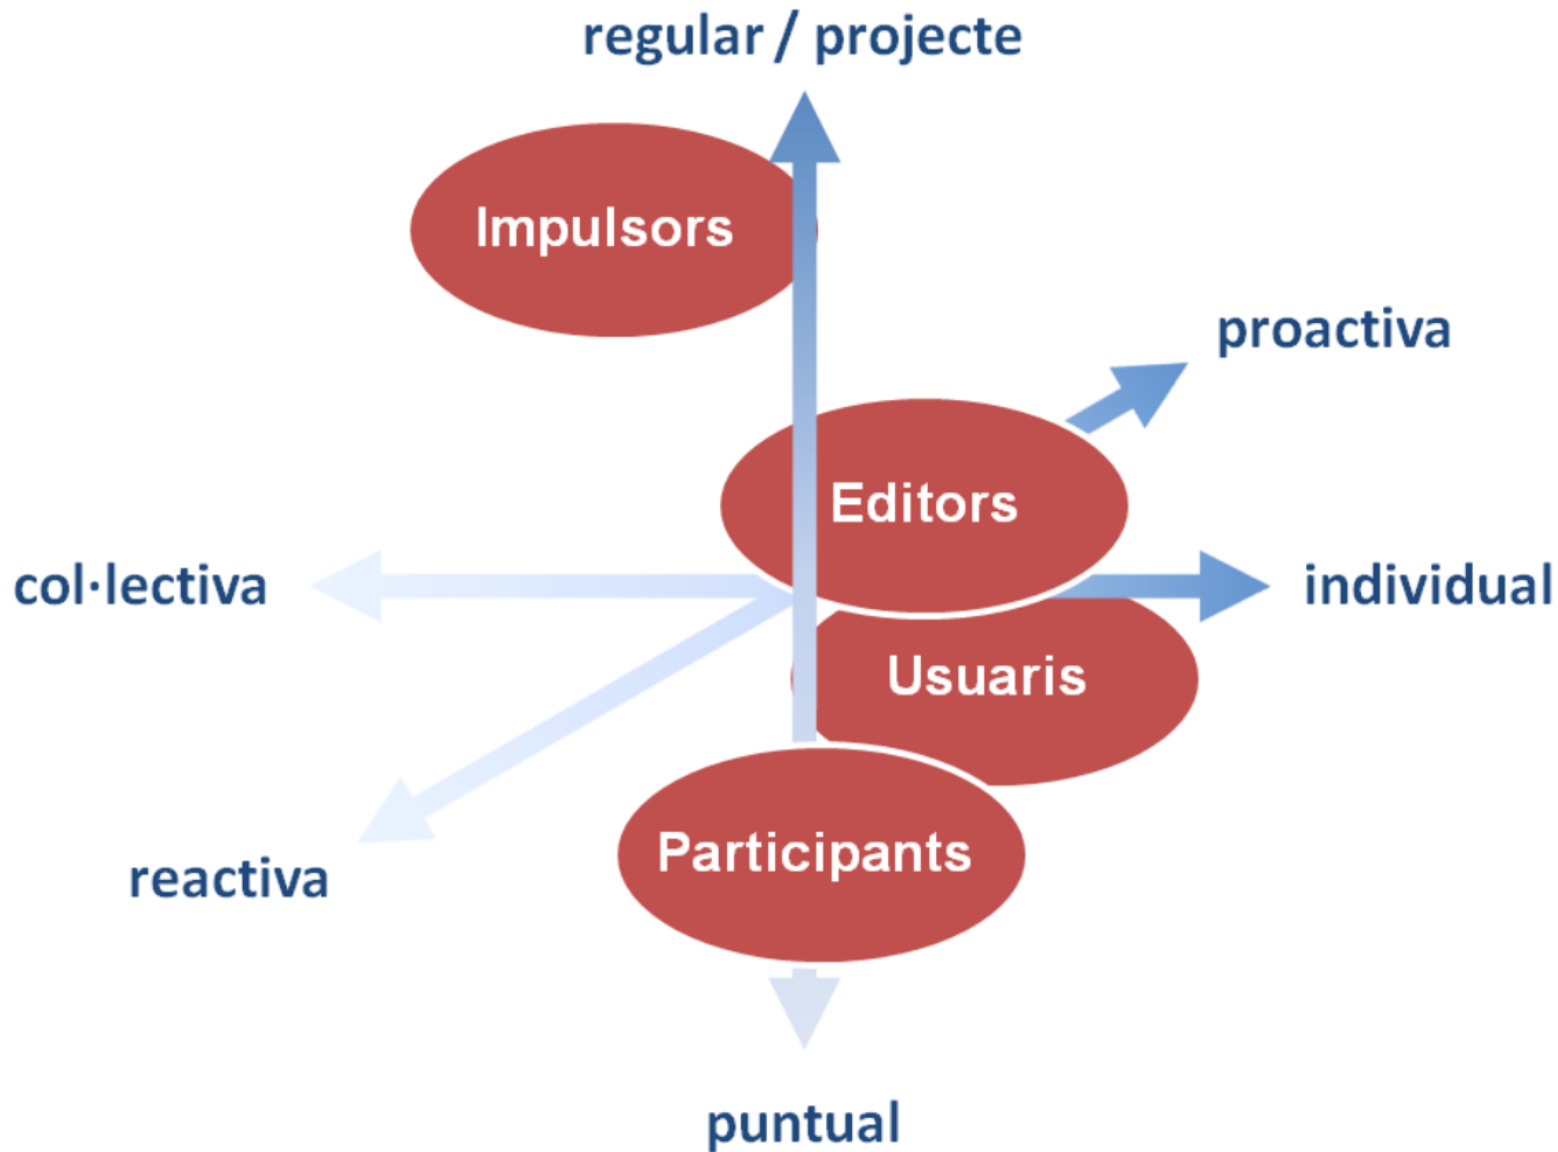 regular / projecte
Impulsors
proactiva
Editors
col·lectiva
individual
Usuaris
Participants
reactiva
puntual